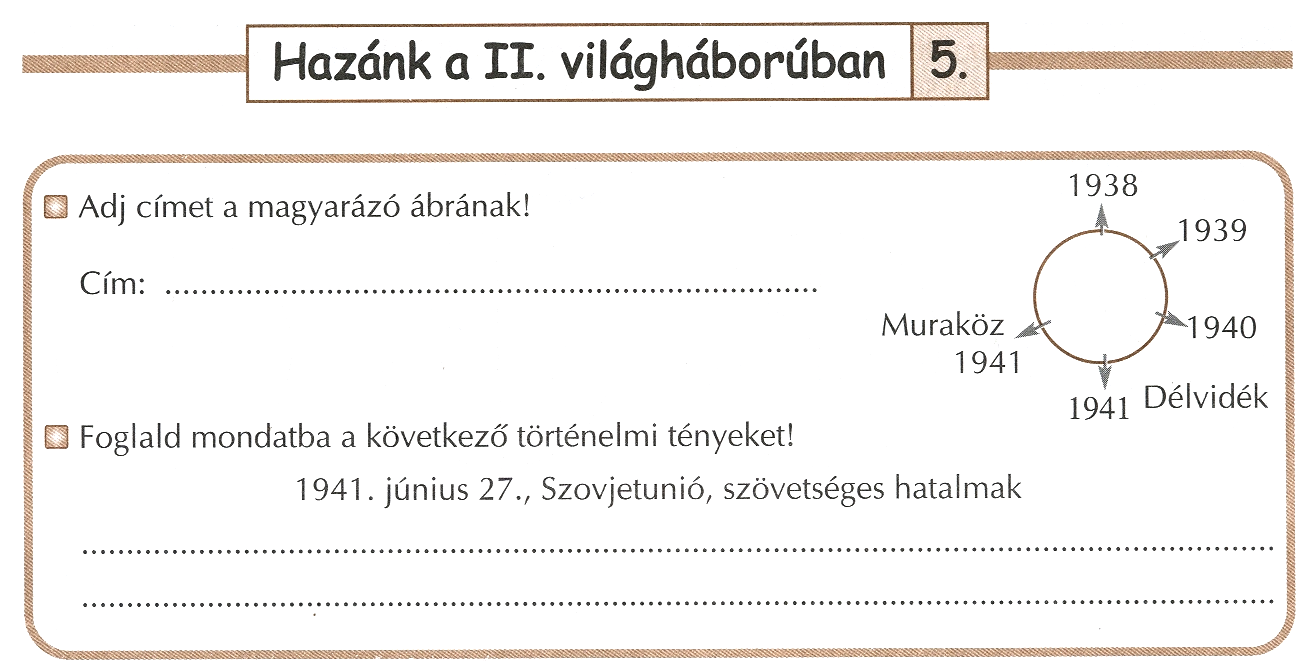 Hazánk a II. világháborúban 5.
Adj címet a magyarázó ábrának!
Cím: ........................................................................
1938
1939
1940
1941 Délvidék
Muraköz
1941
Foglald mondatba a következő történelmi tényeket!
1941. június 27., Szovjetunió, szövetséges hatalmak